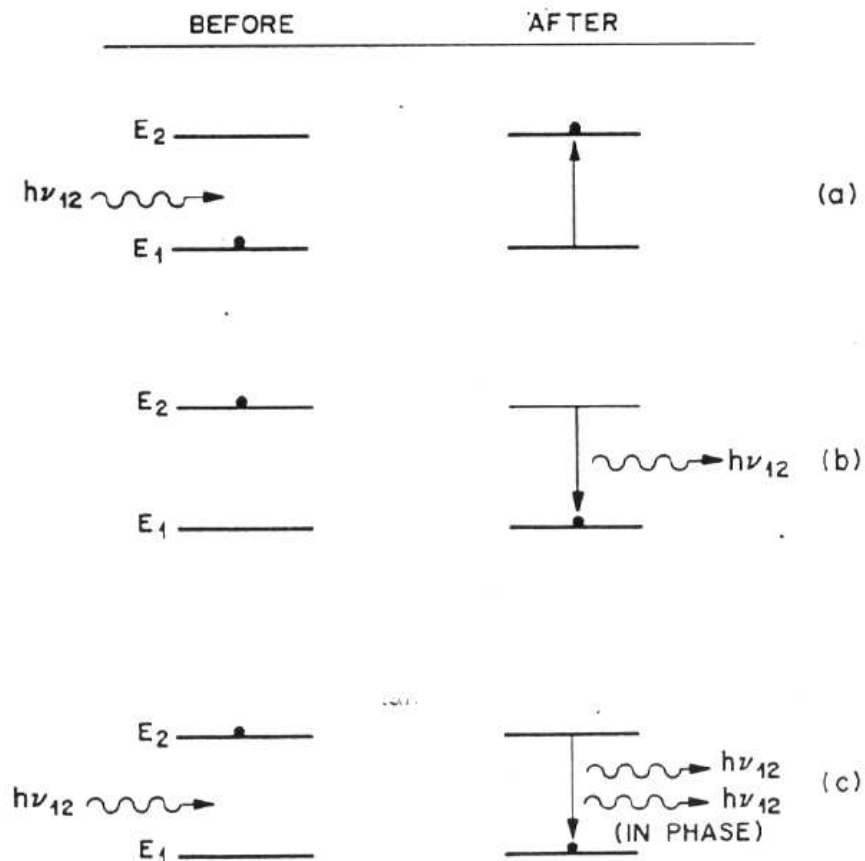 BEFORE AFTER
E₂
hν₁₂ (a)
E₁
E₂
hν₁₂ (b)
E₁
E₂
hν₁₂
hν₁₂ hν₁₂ (c)
(IN PHASE)
E₁